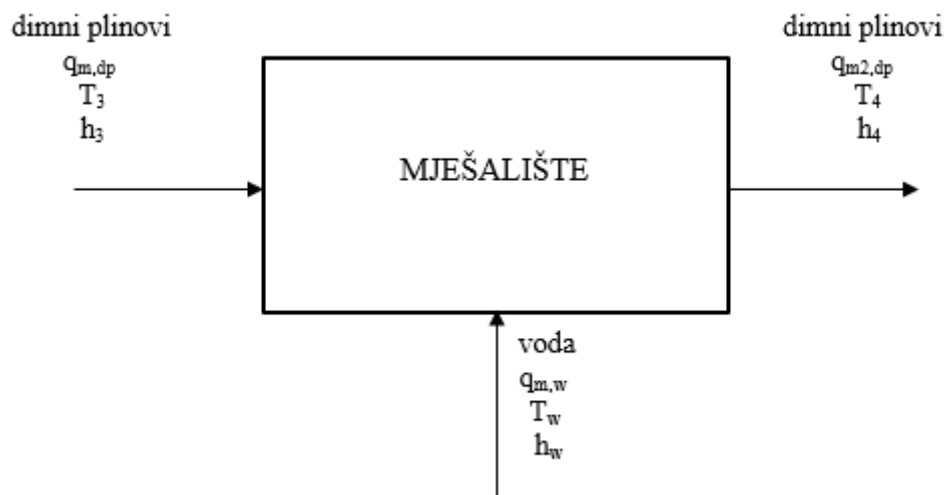 dimni plinovi
qm,dp
T3
h3
dimni plinovi
qm2,dp
T4
h4
MJEŠALIŠTE
voda
qm,w
Tw
hw